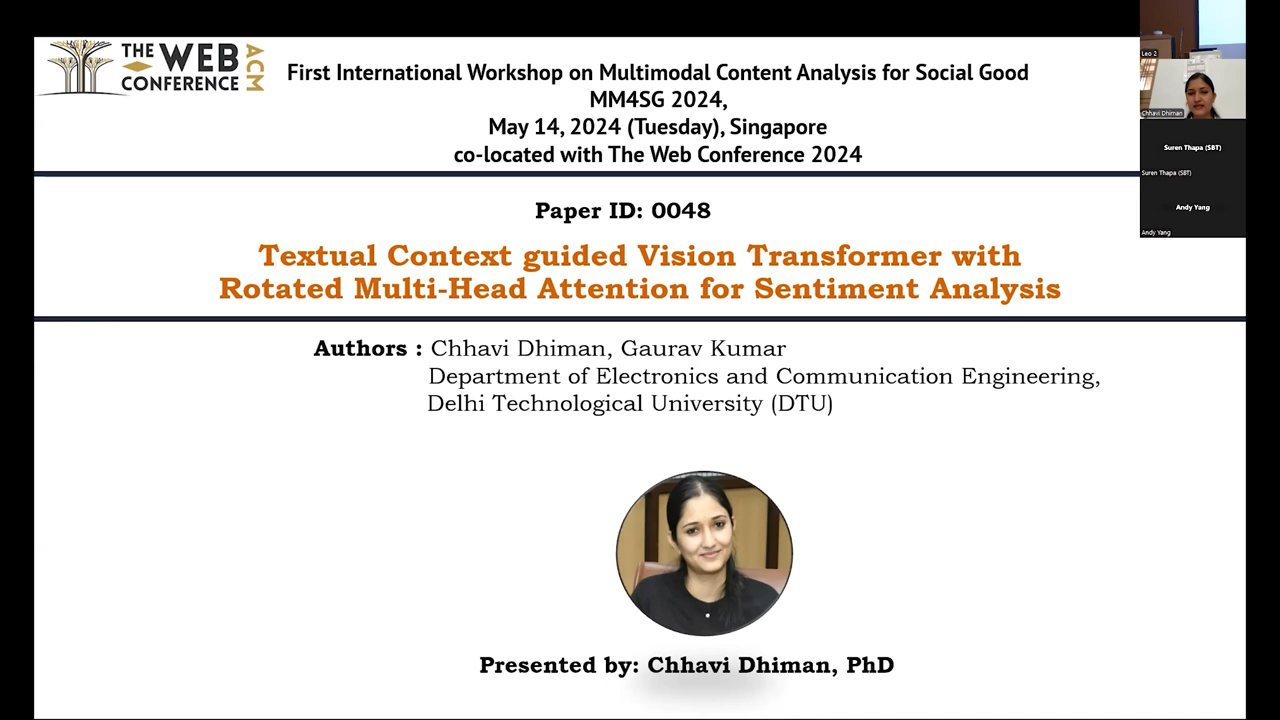 THE WEB CONFERENCE ACM
First International Workshop on Multimodal Content Analysis for Social Good
MM4SG 2024,
May 14, 2024 (Tuesday), Singapore
co-located with The Web Conference 2024
Leo 2
Chhavi Dhiman
Suren Thapa (SBT)
Suren Thapa (SBT)
Andy Yang
Andy Yang
Paper ID: 0048
Textual Context guided Vision Transformer with
Rotated Multi-Head Attention for Sentiment Analysis
Authors : Chhavi Dhiman, Gaurav Kumar
Department of Electronics and Communication Engineering,
Delhi Technological University (DTU)
Presented by: Chhavi Dhiman, PhD